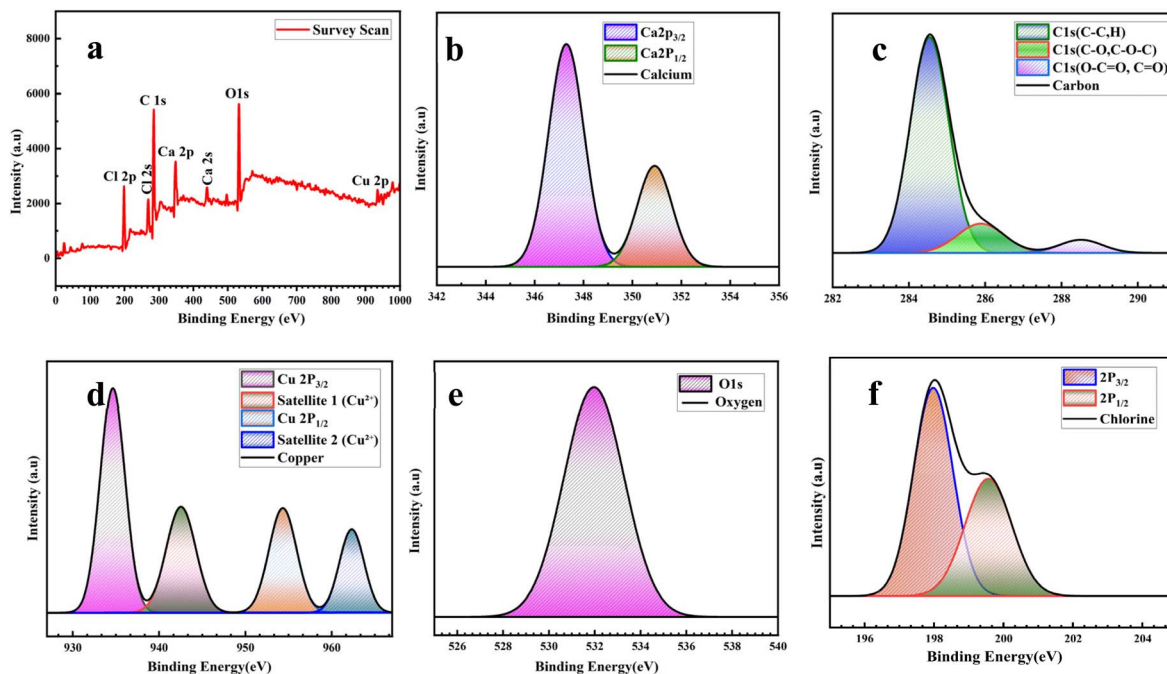 a
Survey Scan
8000
6000
4000
2000
0
Intensity (a.u)
Cl 2p
Cl 2s
C 1s
Ca 2p
Ca 2s
O1s
Cu 2p
0 100 200 300 400 500 600 700 800 900 1000
Binding Energy (eV)
b
Ca2p3/2
Ca2P1/2
Calcium
Intensity (a.u)
342 344 346 348 350 352 354 356
Binding Energy(eV)
c
C1s(C-C,H)
C1s(C-O,C-O-C)
C1s(O-C=O, C=O)
Carbon
Intensity (a.u)
282 284 286 288 290
Binding Energy (eV)
d
Cu 2P3/2
Satellite 1 (Cu²⁺)
Cu 2P1/2
Satellite 2 (Cu²⁺)
Copper
Intensity (a.u)
930 940 950 960
Binding Energy(eV)
e
O1s
Oxygen
Intensity (a.u)
526 528 530 532 534 536 538 540
Binding Energy(eV)
f
2P3/2
2P1/2
Chlorine
Intensity (a.u)
196 198 200 202 204
Binding Energy(eV)